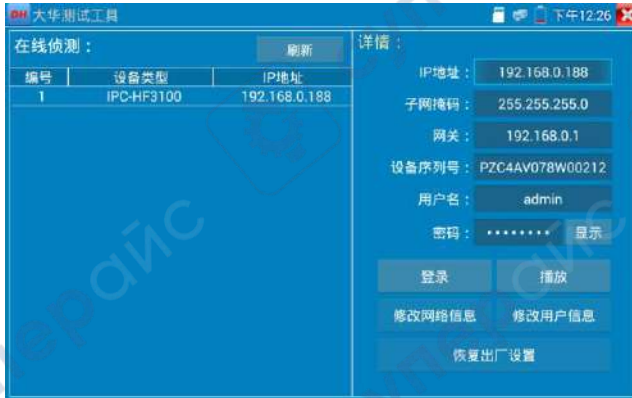 DH 大华测试工具 下午12.26
在线侦测： 刷新
编号 设备类型 IP地址
1 IPC-HF3100 192.168.0.188
详情：
IP地址： 192.168.0.188
子网掩码： 255.255.255.0
网关： 192.168.0.1
设备序列号： PZC4AV078W00212
用户名： admin
密码： •••••••• 显示
登录 播放
修改网络信息 修改用户信息
恢复出厂设置